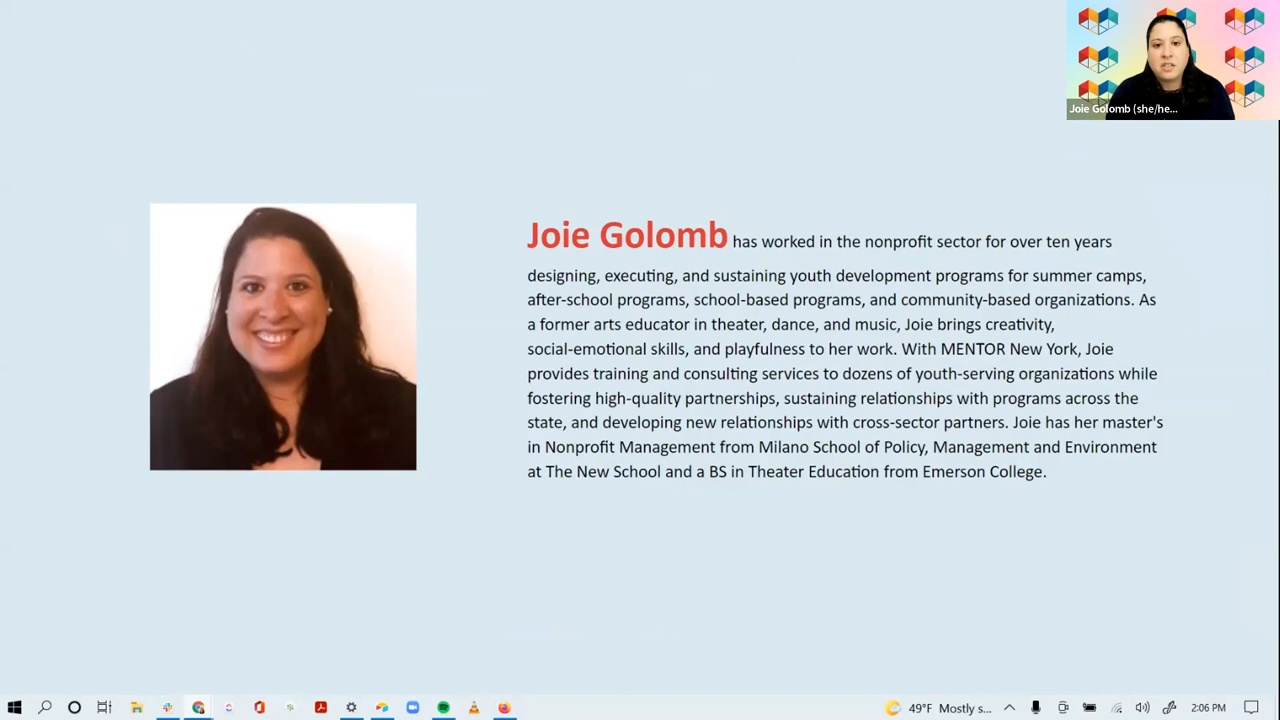 Joie Golomb (she/he...
Joie Golomb has worked in the nonprofit sector for over ten years
designing, executing, and sustaining youth development programs for summer camps,
after-school programs, school-based programs, and community-based organizations. As
a former arts educator in theater, dance, and music, Joie brings creativity,
social-emotional skills, and playfulness to her work. With MENTOR New York, Joie
provides training and consulting services to dozens of youth-serving organizations while
fostering high-quality partnerships, sustaining relationships with programs across the
state, and developing new relationships with cross-sector partners. Joie has her master's
in Nonprofit Management from Milano School of Policy, Management and Environment
at The New School and a BS in Theater Education from Emerson College.
49°F Mostly s... 2:06 PM